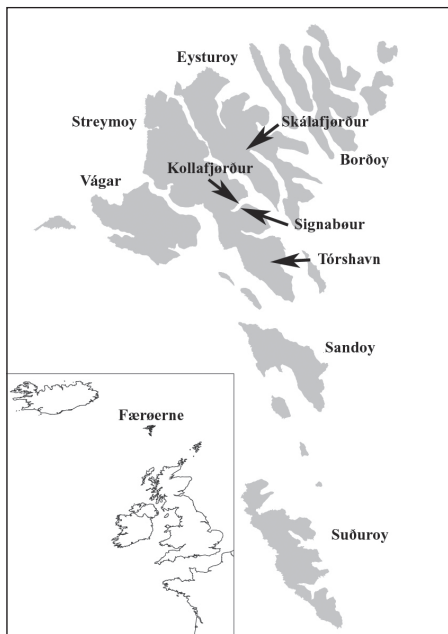 Eysturoy
Skálafjørður
Streymoy
Borðoy
Kollafjørður
Vágar
Signabøur
Tórshavn
Sandoy
Færøerne
Suðuroy